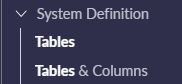 System Definition
Tables
Tables & Columns